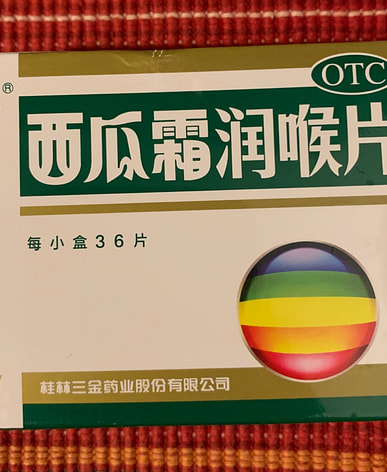 OTC
®
西瓜霜润喉片
每小盒36片
桂林三金药业股份有限公司